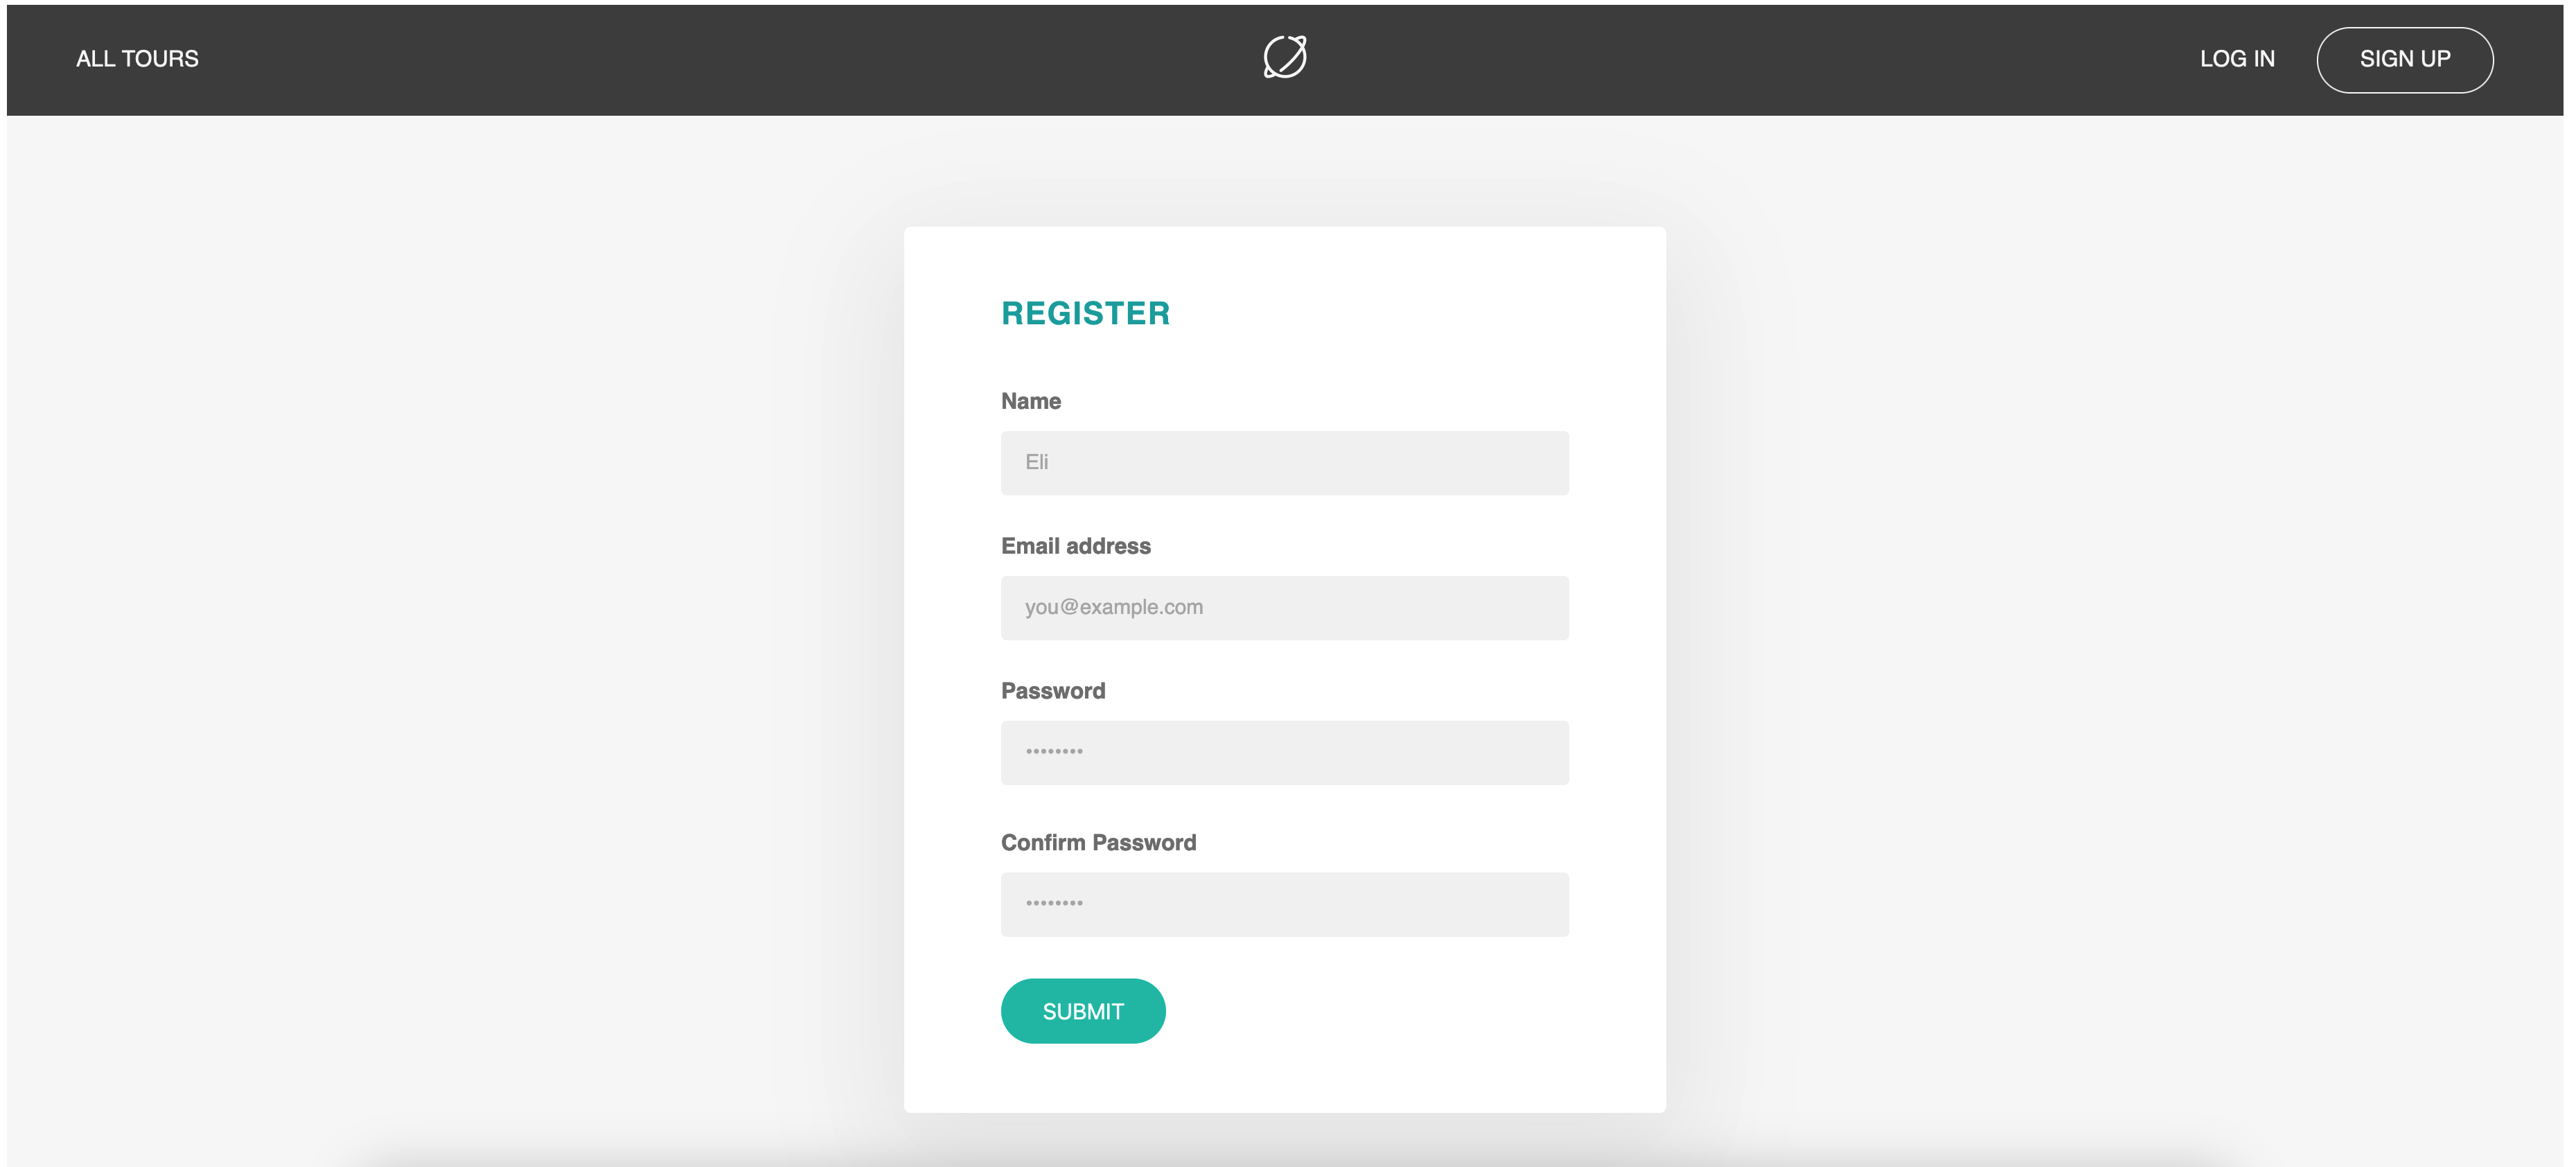 ALL TOURS
LOG IN
SIGN UP
REGISTER
Name
Eli
Email address
you@example.com
Password
••••••••
Confirm Password
••••••••
SUBMIT